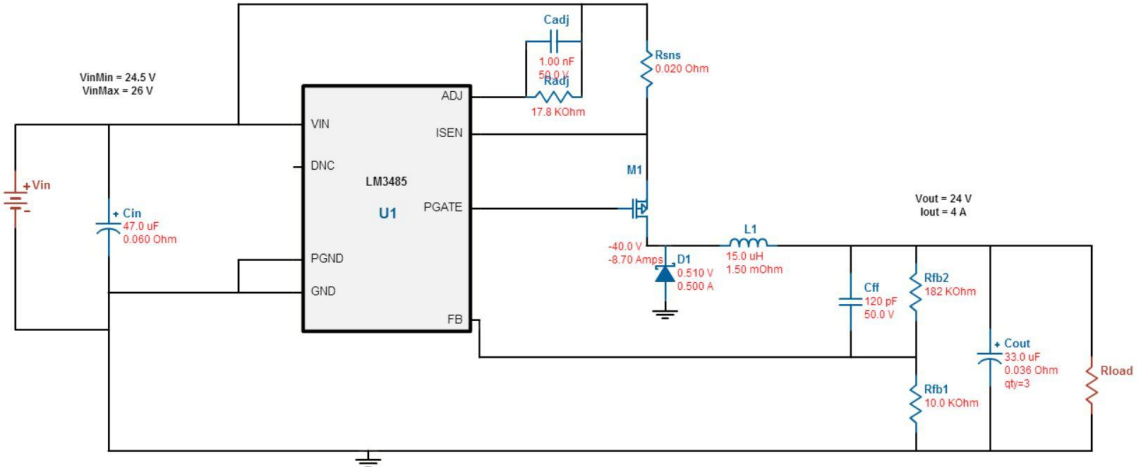 VinMin = 24.5 V
VinMax = 26 V
+ Vin
-
+ Cin
47.0 uF
0.060 Ohm
VIN
DNC
PGND
GND
LM3485
U1
ADJ
ISEN
PGATE
FB
Cadj
1.00 nF
50.0 V
Radj
17.8 KOhm
Rsns
0.020 Ohm
M1
-40.0 V
-8.70 Amps
D1
0.510 V
0.500 A
L1
15.0 uH
1.50 mOhm
Vout = 24 V
Iout = 4 A
Cff
120 pF
50.0 V
Rfb2
182 KOhm
Rfb1
10.0 KOhm
+ Cout
33.0 uF
0.036 Ohm
qty=3
Rload